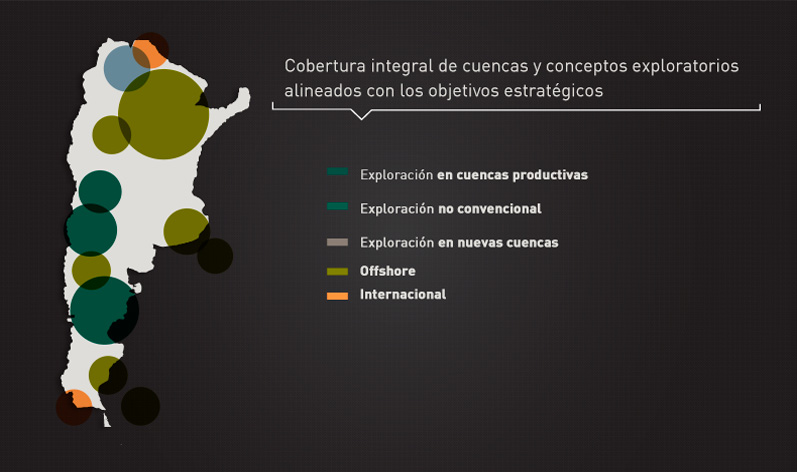 Cobertura integral de cuencas y conceptos exploratorios
alineados con los objetivos estratégicos
Exploración en cuencas productivas
Exploración no convencional
Exploración en nuevas cuencas
Offshore
Internacional